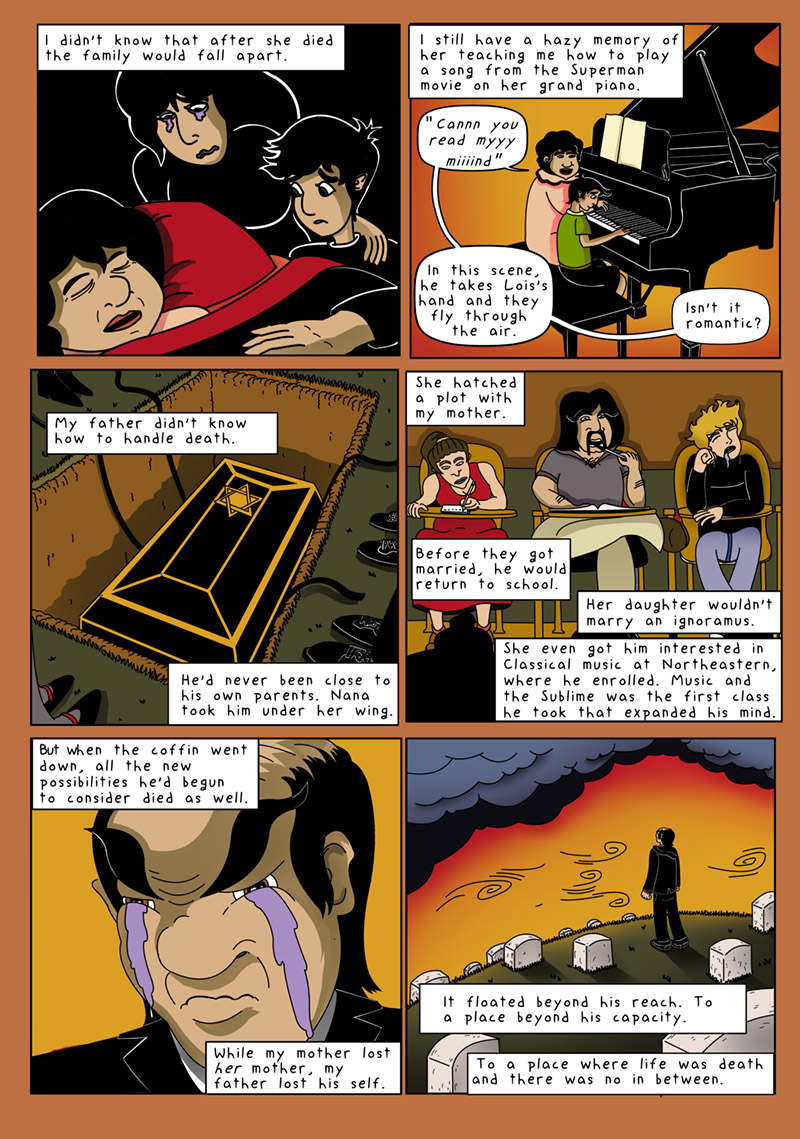 I didn't know that after she died
the family would fall apart.
I still have a hazy memory of
her teaching me how to play
a song from the Superman
movie on her grand piano.
"Cannn you
read myyy
miiiind"
In this scene,
he takes Lois's
hand and they
fly through
the air.
Isn't it
romantic?
My father didn't know
how to handle death.
He'd never been close to
his own parents. Nana
took him under her wing.
She hatched
a plot with
my mother.
Before they got
married, he would
return to school.
Her daughter wouldn't
marry an ignoramus.
She even got him interested in
Classical music at Northeastern,
where he enrolled. Music and
the Sublime was the first class
he took that expanded his mind.
But when the coffin went
down, all the new
possibilities he'd begun
to consider died as well.
While my mother lost
her mother, my
father lost his self.
It floated beyond his reach. To
a place beyond his capacity.
To a place where life was death
and there was no in between.